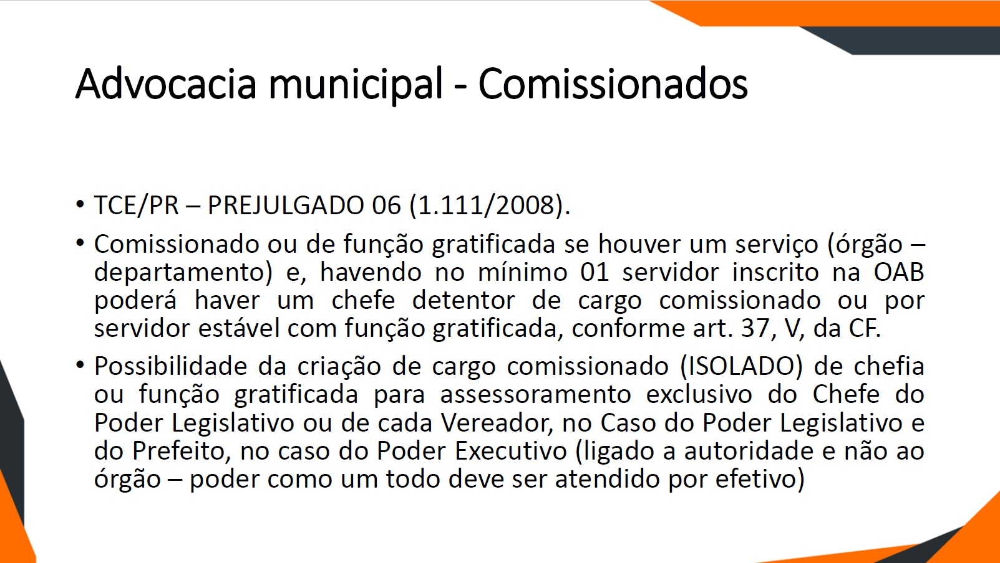 Advocacia municipal - Comissionados
• TCE/PR – PREJULGADO 06 (1.111/2008).
• Comissionado ou de função gratificada se houver um serviço (órgão –
departamento) e, havendo no mínimo 01 servidor inscrito na OAB
poderá haver um chefe detentor de cargo comissionado ou por
servidor estável com função gratificada, conforme art. 37, V, da CF.
• Possibilidade da criação de cargo comissionado (ISOLADO) de chefia
ou função gratificada para assessoramento exclusivo do Chefe do
Poder Legislativo ou de cada Vereador, no Caso do Poder Legislativo e
do Prefeito, no caso do Poder Executivo (ligado a autoridade e não ao
órgão – poder como um todo deve ser atendido por efetivo)